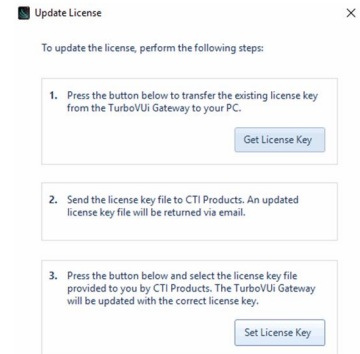 Update License
To update the license, perform the following steps:
1. Press the button below to transfer the existing license key
from the TurboVUi Gateway to your PC.
Get License Key
2. Send the license key file to CTI Products. An updated
license key file will be returned via email.
3. Press the button below and select the license key file
provided to you by CTI Products. The TurboVUi Gateway
will be updated with the correct license key.
Set License Key